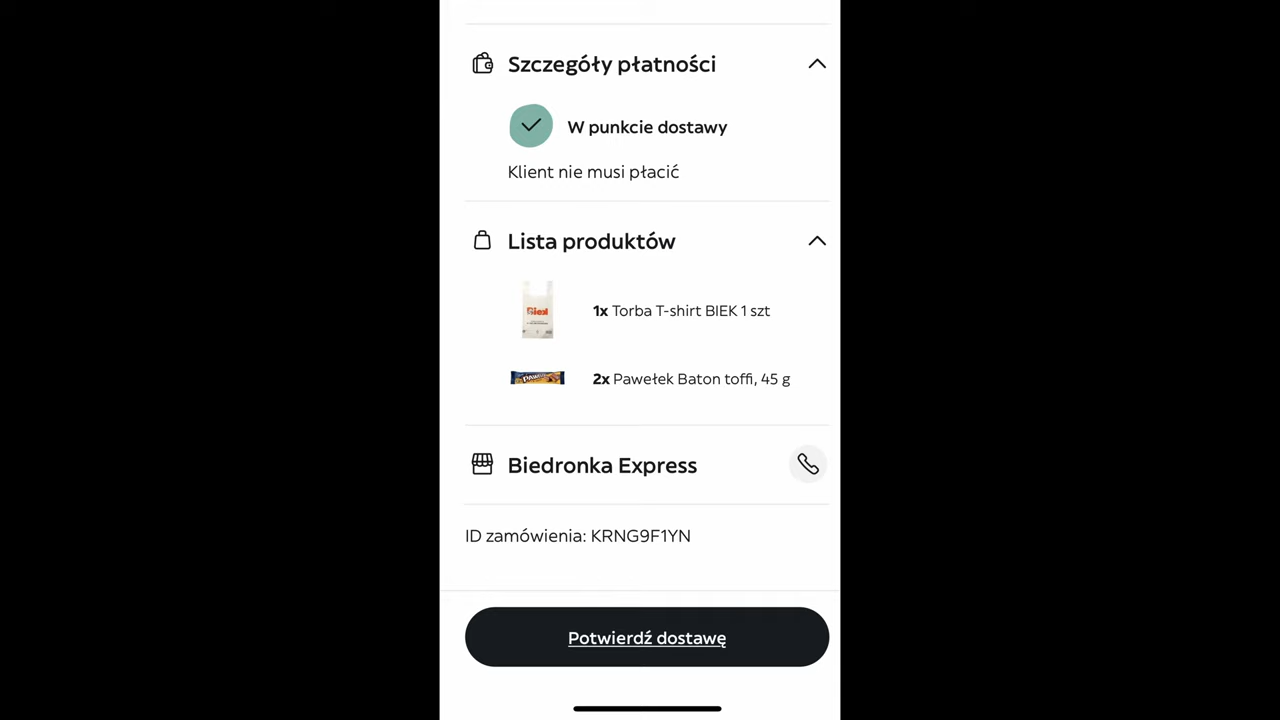 Szczegóły płatności
W punkcie dostawy
Klient nie musi płacić
Lista produktów
Biek
1x Torba T-shirt BIEK 1 szt
2x Pawełek Baton toffi, 45 g
Biedronka Express
ID zamówienia: KRNG9F1YN
Potwierdź dostawę